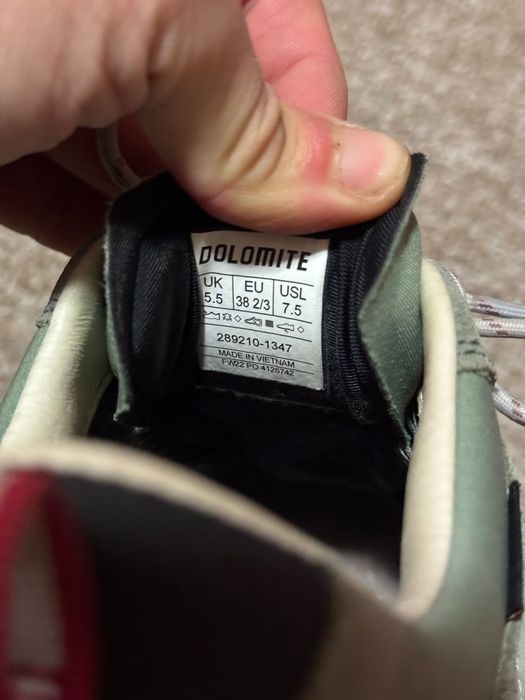 DOLOMITE
UK EU USL
5.5 38 2/3 7.5
289210-1347
MADE IN VIETNAM
FW22 PO 4126742